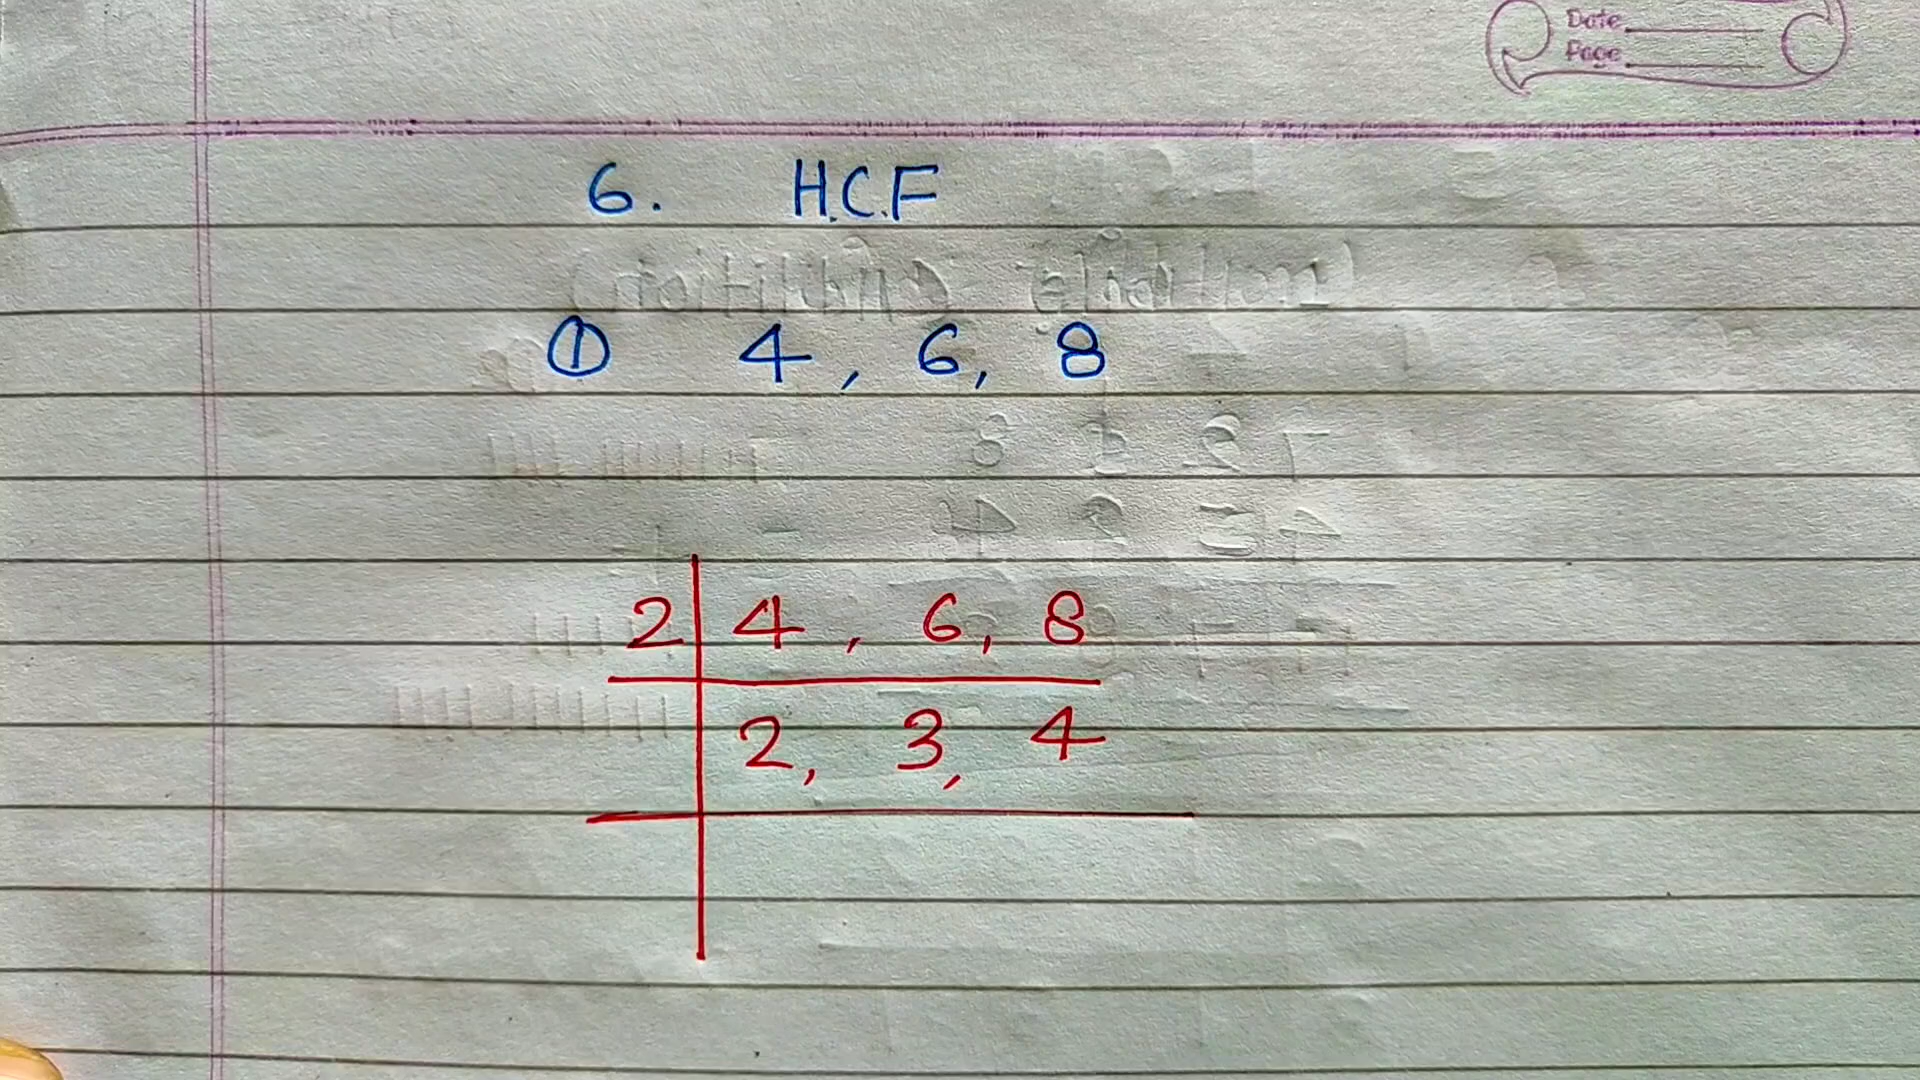 Date
Page
6. H.C.F
① 4, 6, 8
2 | 4, 6, 8
2, 3, 4